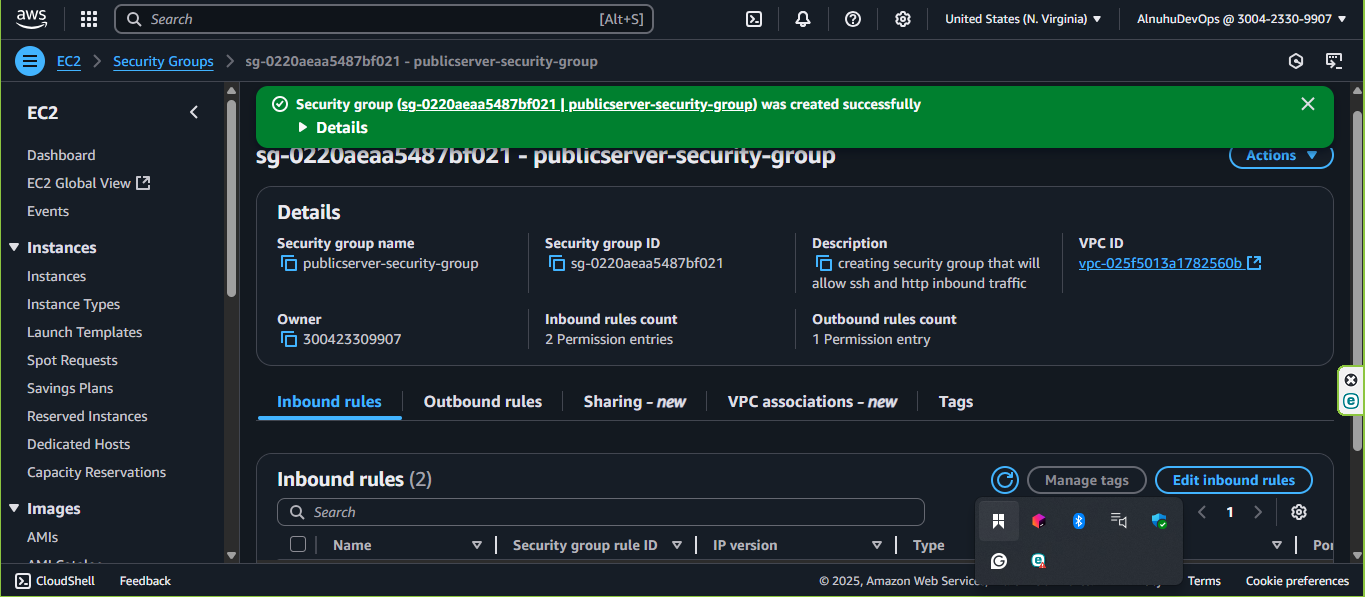 aws
Search [Alt+S]
United States (N. Virginia)
AlnuhuDevOps @ 3004-2330-9907
EC2 Security Groups sg-0220aeaa5487bf021 - publicserver-security-group
EC2
Dashboard
EC2 Global View
Events
Instances
Instances
Instance Types
Launch Templates
Spot Requests
Savings Plans
Reserved Instances
Dedicated Hosts
Capacity Reservations
Images
AMIs
Security group (sg-0220aeaa5487bf021 | publicserver-security-group) was created successfully
Details
sg-0220aeaa5487bf021 - publicserver-security-group
Actions
Details
Security group name
publicserver-security-group
Security group ID
sg-0220aeaa5487bf021
Description
creating security group that will
allow ssh and http inbound traffic
VPC ID
vpc-025f5013a1782560b
Owner
300423309907
Inbound rules count
2 Permission entries
Outbound rules count
1 Permission entry
Inbound rules
Outbound rules
Sharing - new
VPC associations - new
Tags
Inbound rules (2)
Manage tags
Edit inbound rules
Search
1
Name
Security group rule ID
IP version
Type
CloudShell Feedback
© 2025, Amazon Web
Terms
Cookie preferences